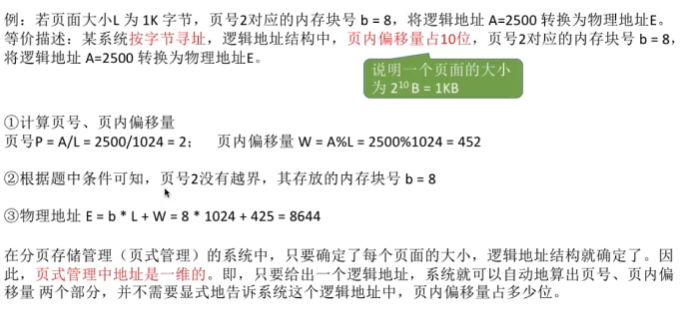 例：若页面大小L 为 1K 字节，页号2对应的内存块号 b = 8，将逻辑地址 A=2500 转换为物理地址E。
等价描述：某系统按字节寻址，逻辑地址结构中，页内偏移量占10位，页号2对应的内存块号 b = 8，
将逻辑地址 A=2500 转换为物理地址E。
说明一个页面的大小
为 2¹⁰ B = 1KB
①计算页号、页内偏移量
页号P = A/L = 2500/1024 = 2； 页内偏移量 W = A%L = 2500%1024 = 452
②根据题中条件可知，页号2没有越界，其存放的内存块号 b = 8
③物理地址 E = b * L + W = 8 * 1024 + 425 = 8644
在分页存储管理（页式管理）的系统中，只要确定了每个页面的大小，逻辑地址结构就确定了。因
此，页式管理中地址是一维的。即，只要给出一个逻辑地址，系统就可以自动地算出页号、页内偏
移量 两个部分，并不需要显式地告诉系统这个逻辑地址中，页内偏移量占多少位。